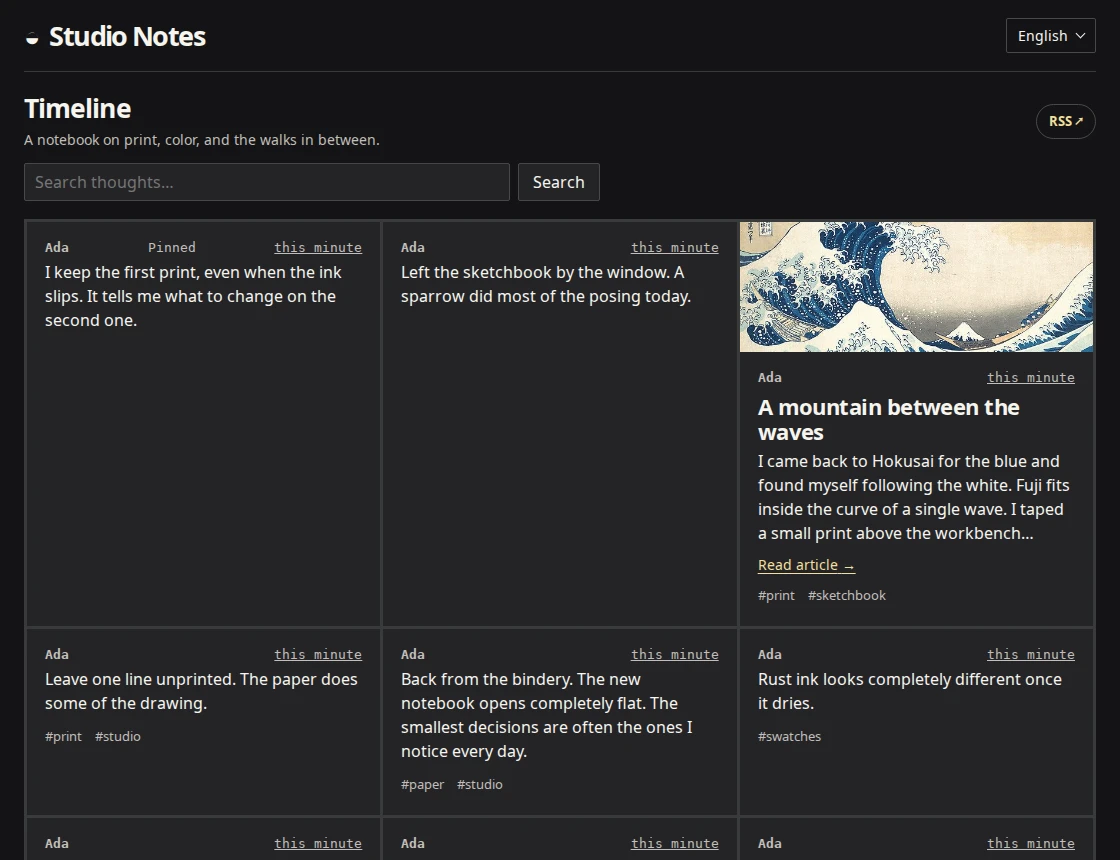 Studio Notes
English
Timeline
A notebook on print, color, and the walks in between.
RSS↗
Search thoughts...
Search
Ada Pinned this minute
I keep the first print, even when the ink
slips. It tells me what to change on the
second one.
Ada this minute
Left the sketchbook by the window. A
sparrow did most of the posing today.
Ada this minute
A mountain between the
waves
I came back to Hokusai for the blue and
found myself following the white. Fuji fits
inside the curve of a single wave. I taped
a small print above the workbench...
Read article →
#print #sketchbook
Ada this minute
Leave one line unprinted. The paper does
some of the drawing.
#print #studio
Ada this minute
Back from the bindery. The new
notebook opens completely flat. The
smallest decisions are often the ones I
notice every day.
#paper #studio
Ada this minute
Rust ink looks completely different once
it dries.
#swatches
Ada this minute
Ada this minute
Ada this minute